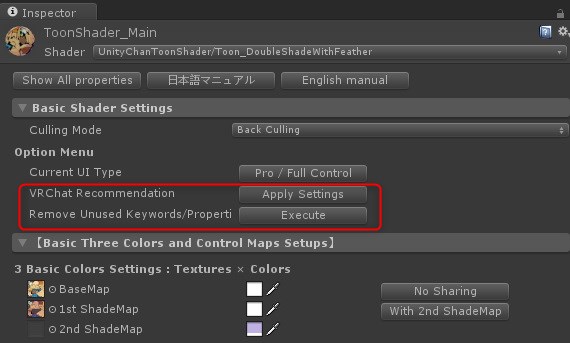 Inspector
ToonShader_Main
Shader UnityChanToonShader/Toon_DoubleShadeWithFeather
Show All properties 日本語マニュアル English manual
Basic Shader Settings
Culling Mode Back Culling
Option Menu
Current UI Type Pro / Full Control
VRChat Recommendation Apply Settings
Remove Unused Keywords/Properti Execute
【Basic Three Colors and Control Maps Setups】
3 Basic Colors Settings : Textures × Colors
BaseMap No Sharing
1st ShadeMap With 2nd ShadeMap
2nd ShadeMap